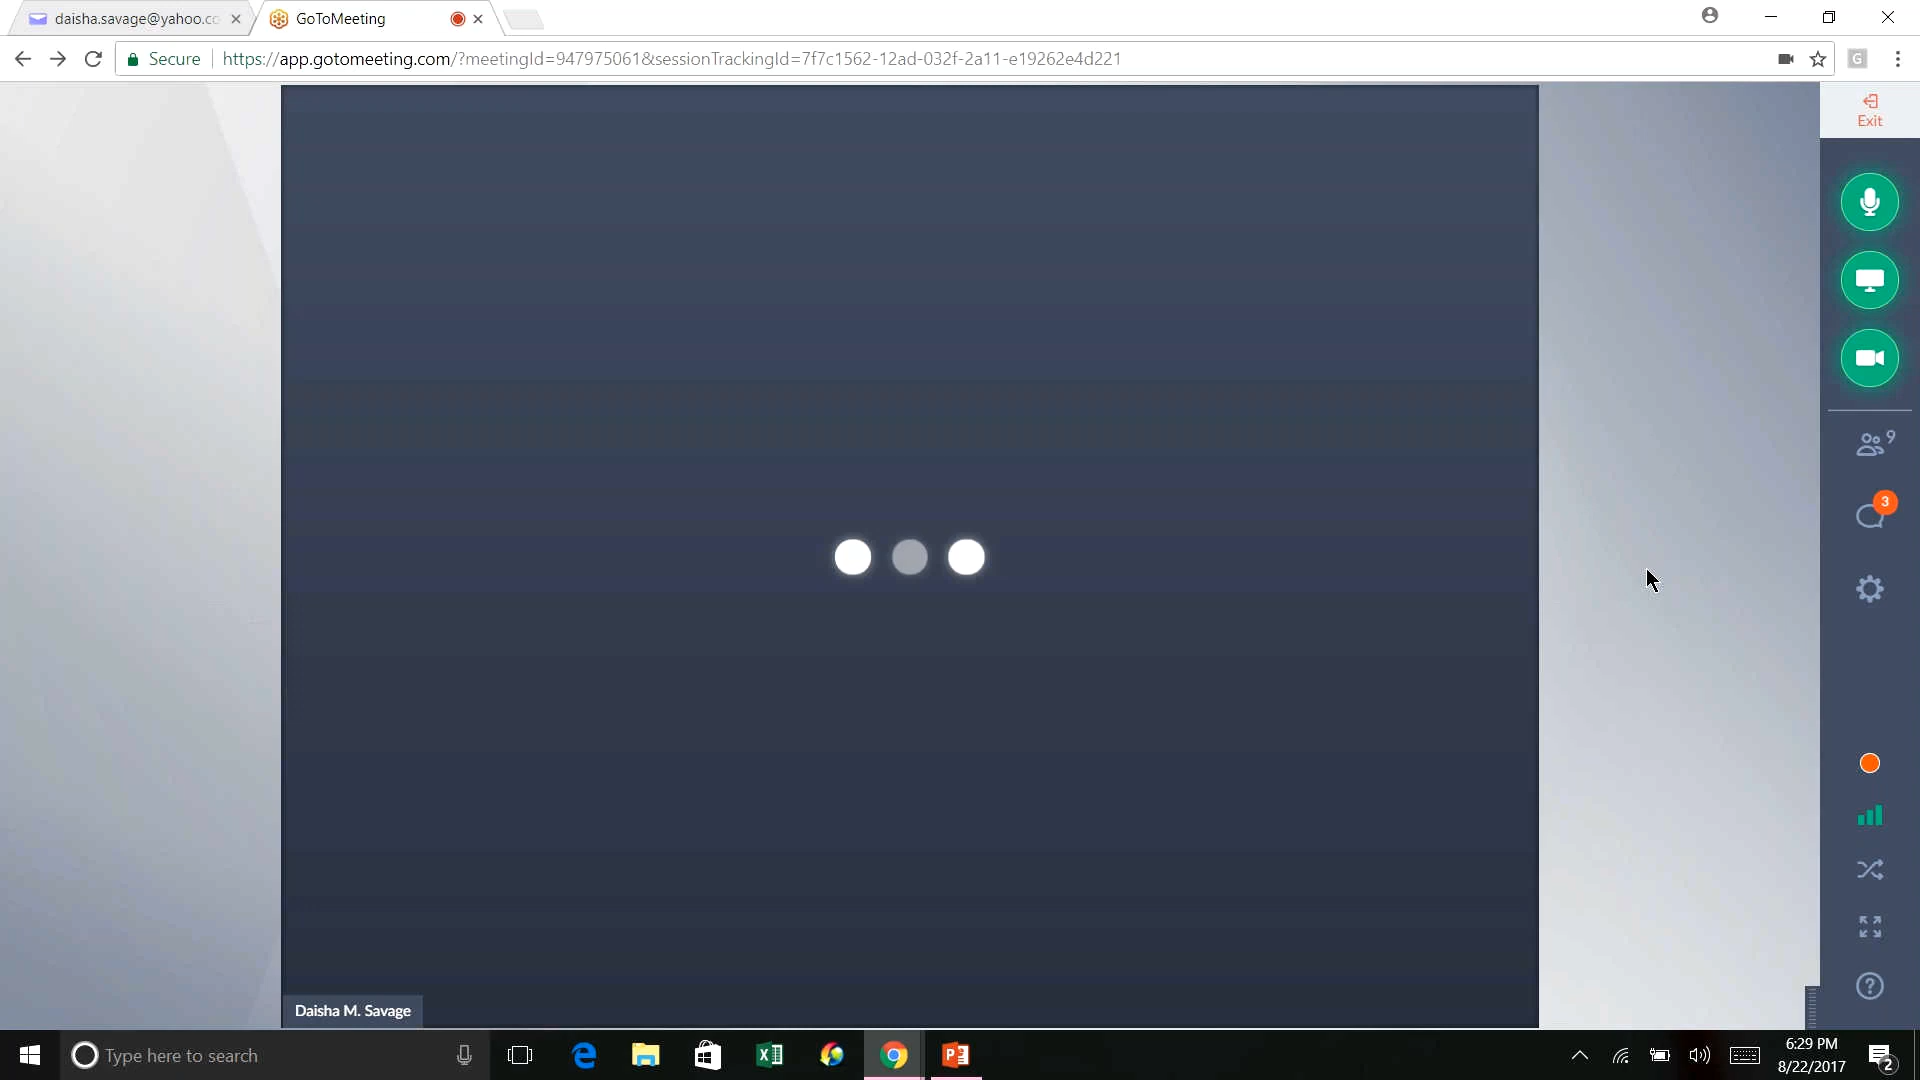 daisha.savage@yahoo.co
GoToMeeting
Secure
https://app.gotomeeting.com/?meetingId=947975061&sessionTrackingId=7f7c1562-12ad-032f-2a11-e19262e4d221
G
Exit
9
3
Daisha M. Savage
Type here to search
6:29 PM
8/22/2017
2